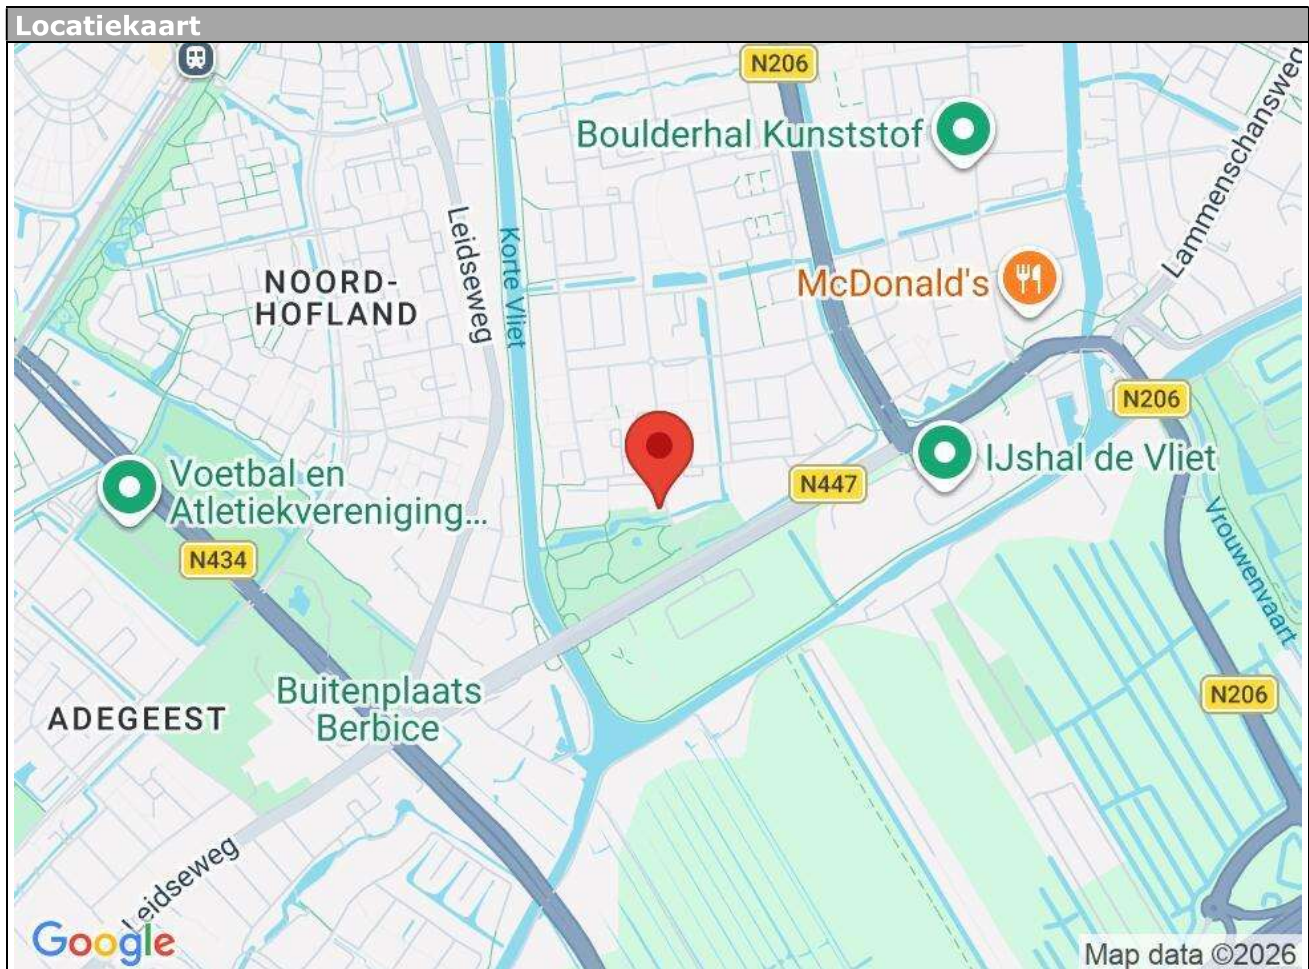 Locatiekaart
N206
Boulderhal Kunststof
Lammenschansweg
Leidseweg
Korte Vliet
NOORD-
HOFLAND
McDonald's
N206
Voetbal en
Atletiekvereniging...
IJshal de Vliet
N447
N434
Vrouwenvaart
Buitenplaats
Berbice
ADEGEEST
N206
Leidseweg
Google
Map data ©2026